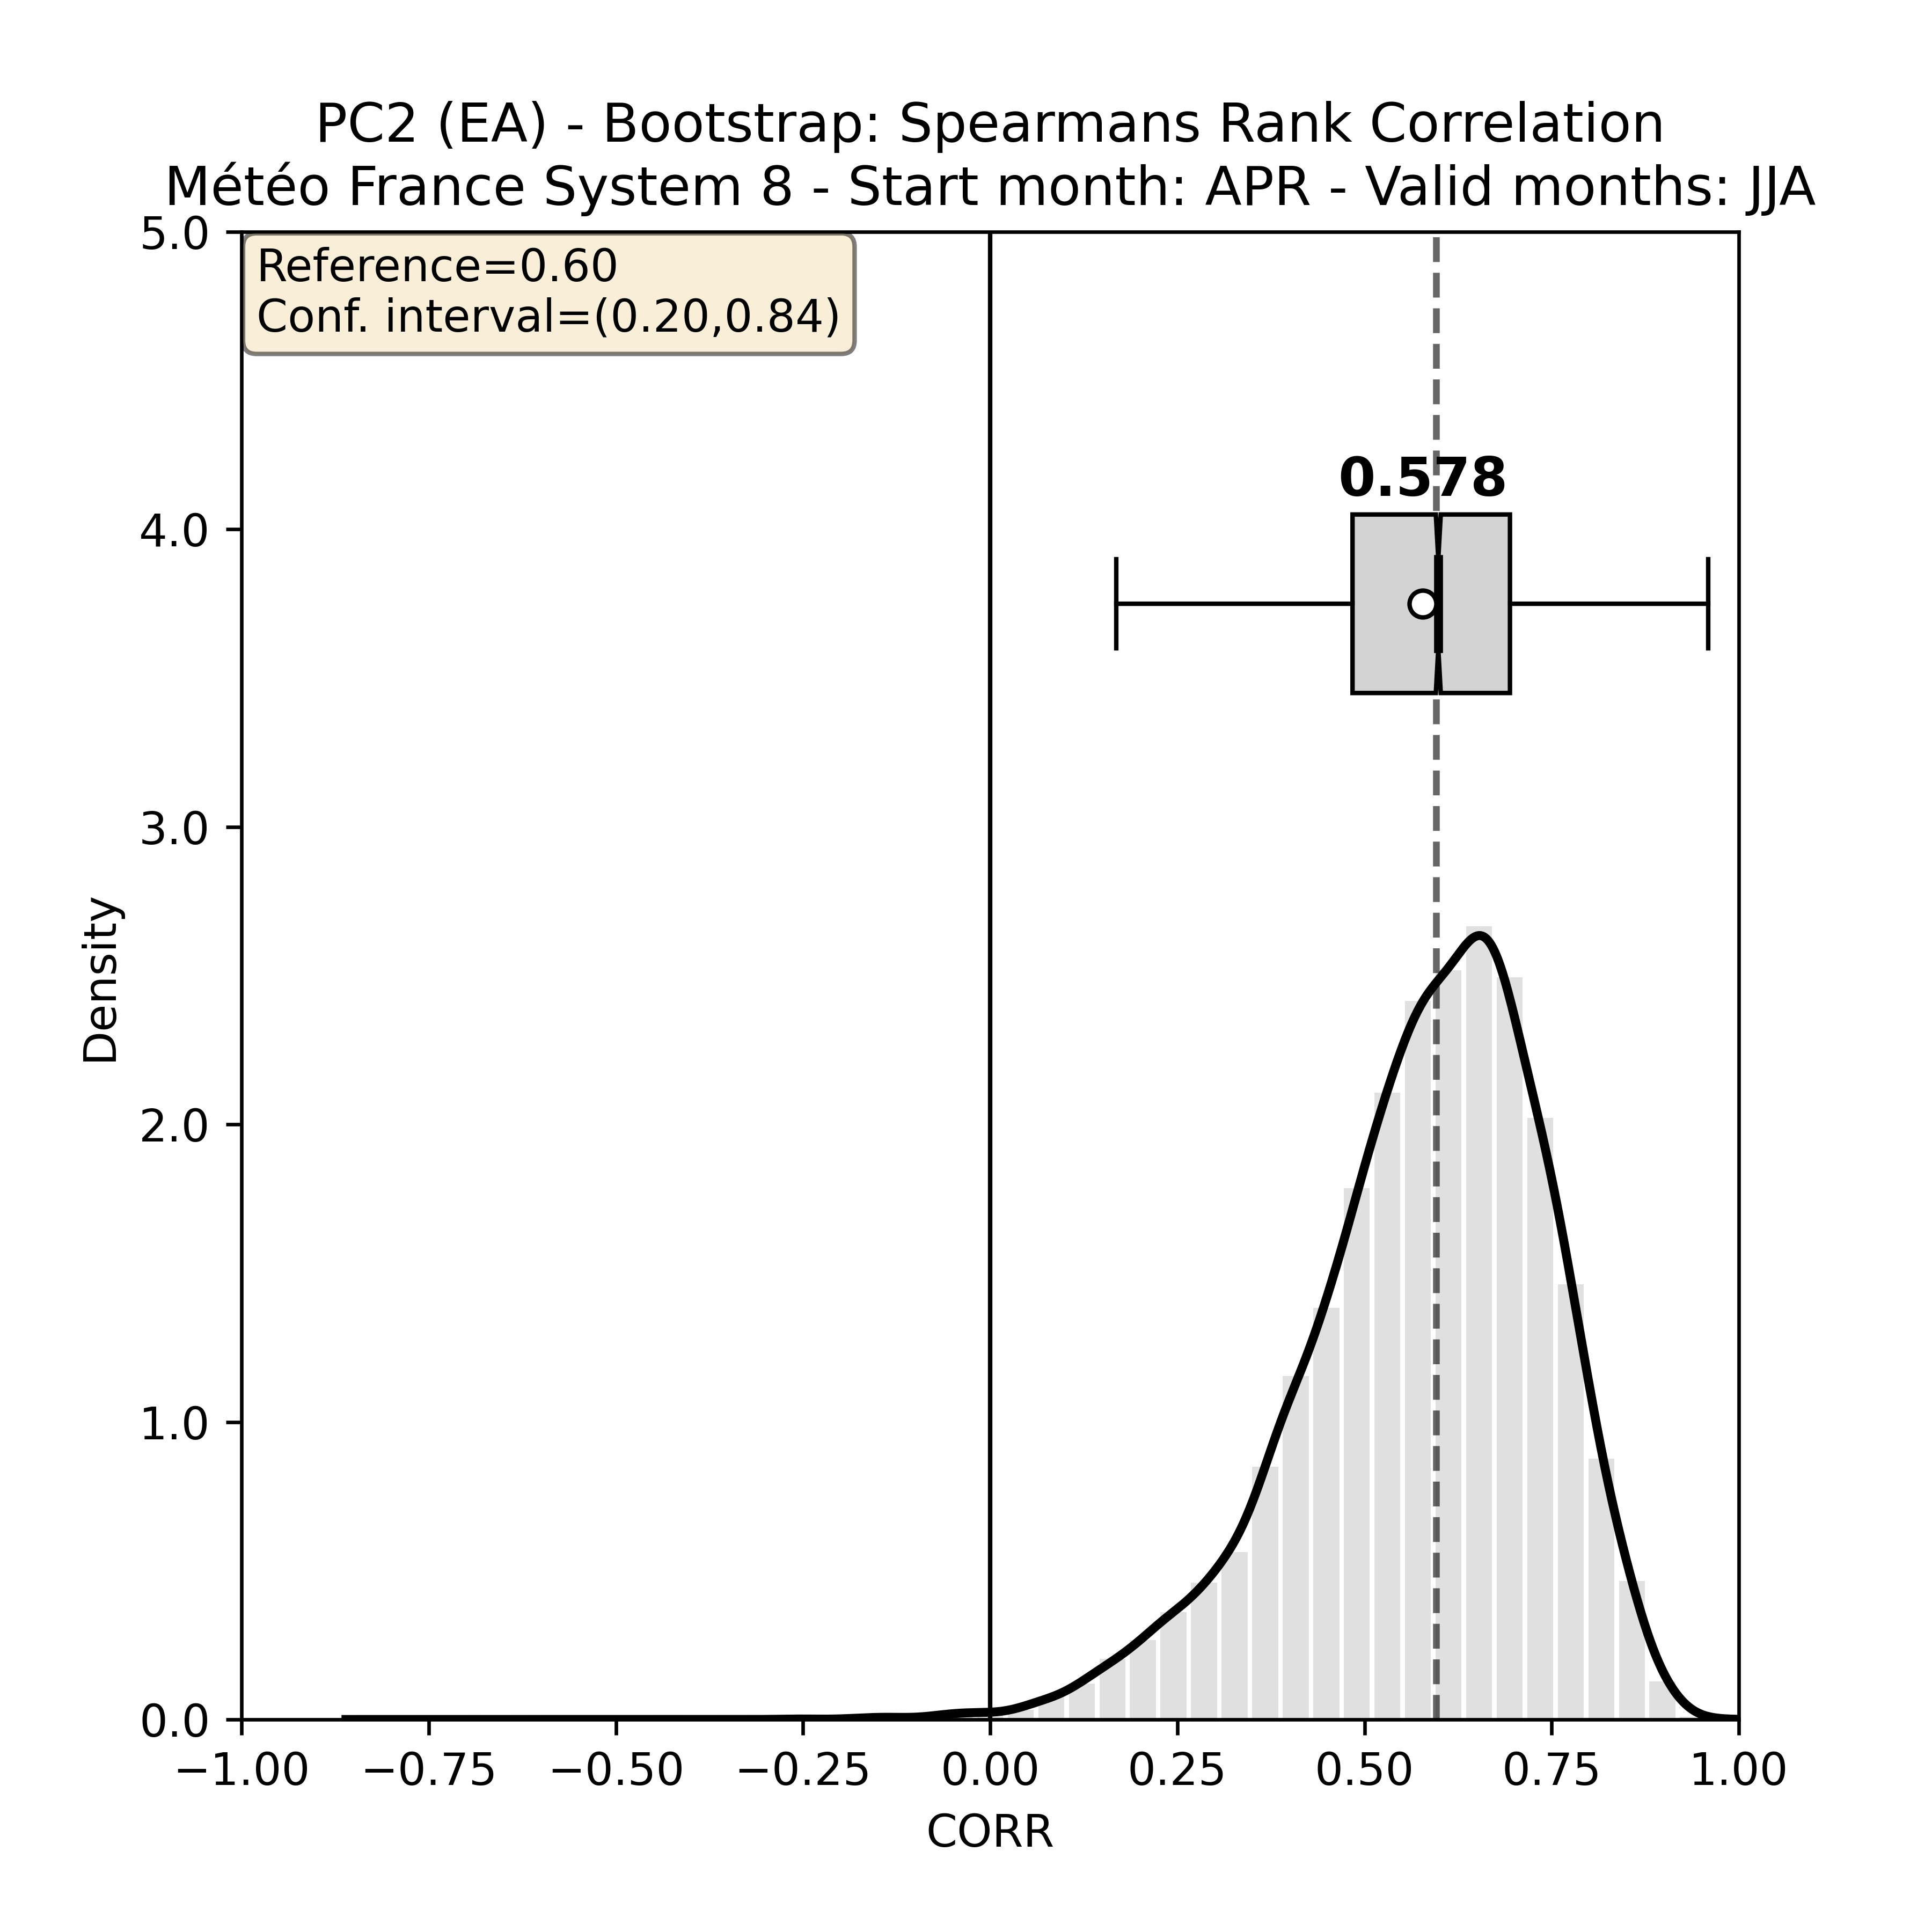 PC2 (EA) - Bootstrap: Spearmans Rank Correlation
Météo France System 8 - Start month: APR - Valid months: JJA
Reference=0.60
Conf. interval=(0.20,0.84)
0.578
5.0
4.0
3.0
2.0
1.0
0.0
Density
−1.00 −0.75 −0.50 −0.25 0.00 0.25 0.50 0.75 1.00
CORR